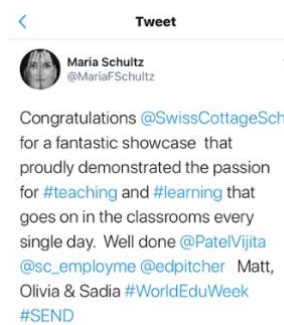 Tweet
Maria Schultz
@MariaFSchultz
Congratulations @SwissCottageSch
for a fantastic showcase that
proudly demonstrated the passion
for #teaching and #learning that
goes on in the classrooms every
single day. Well done @PatelVijita
@sc_employme @edpitcher Matt,
Olivia & Sadia #WorldEduWeek
#SEND